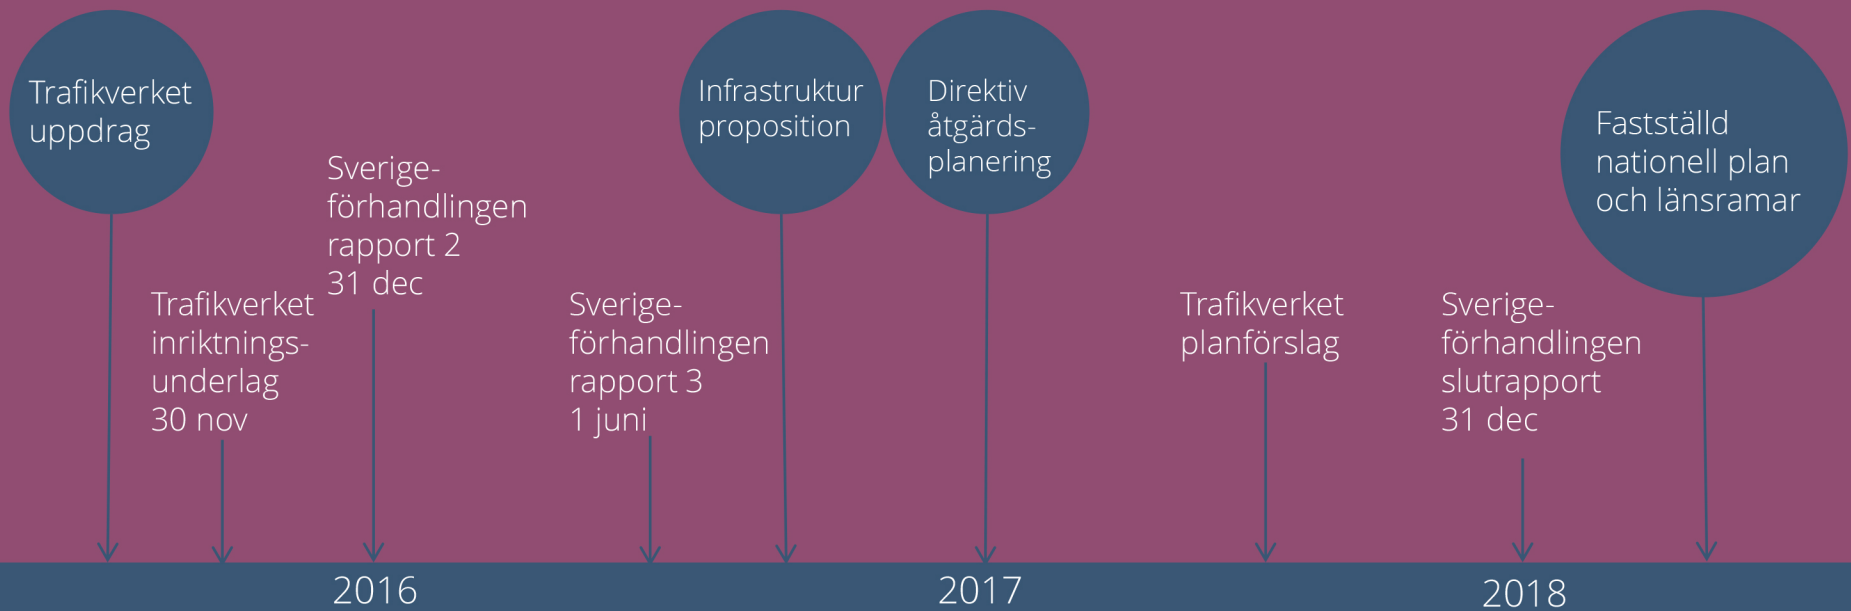 Trafikverket
uppdrag
Trafikverket
inriktnings-
underlag
30 nov
Sverige-
förhandlingen
rapport 2
31 dec
Sverige-
förhandlingen
rapport 3
1 juni
Infrastruktur
proposition
Direktiv
åtgärds-
planering
Trafikverket
planförslag
Sverige-
förhandlingen
slutrapport
31 dec
Fastställd
nationell plan
och länsramar
2016
2017
2018